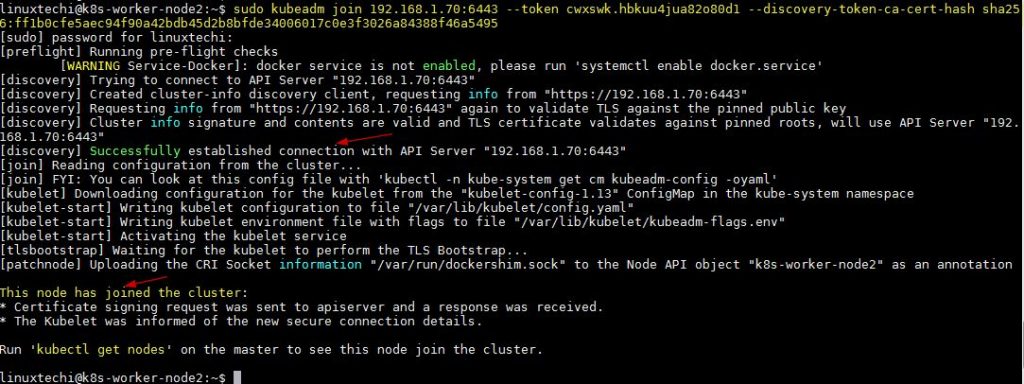 linuxtechi@k8s-worker-node2:~$ sudo kubeadm join 192.168.1.70:6443 --token cwxswk.hbkuu4jua82o80d1 --discovery-token-ca-cert-hash sha25
6:ff1b0cfe5aec94f90a42bdb45d2b8bfde34006017c0e3f3026a84388f46a5495
[sudo] password for linuxtechi:
[preflight] Running pre-flight checks
[WARNING Service-Docker]: docker service is not enabled, please run 'systemctl enable docker.service'
[discovery] Trying to connect to API Server "192.168.1.70:6443"
[discovery] Created cluster-info discovery client, requesting info from "https://192.168.1.70:6443"
[discovery] Requesting info from "https://192.168.1.70:6443" again to validate TLS against the pinned public key
[discovery] Cluster info signature and contents are valid and TLS certificate validates against pinned roots, will use API Server "192.
168.1.70:6443"
[discovery] Successfully established connection with API Server "192.168.1.70:6443"
[join] Reading configuration from the cluster...
[join] FYI: You can look at this config file with 'kubectl -n kube-system get cm kubeadm-config -oyaml'
[kubelet] Downloading configuration for the kubelet from the "kubelet-config-1.13" ConfigMap in the kube-system namespace
[kubelet-start] Writing kubelet configuration to file "/var/lib/kubelet/config.yaml"
[kubelet-start] Writing kubelet environment file with flags to file "/var/lib/kubelet/kubeadm-flags.env"
[kubelet-start] Activating the kubelet service
[tlsbootstrap] Waiting for the kubelet to perform the TLS Bootstrap...
[patchnode] Uploading the CRI Socket information "/var/run/dockershim.sock" to the Node API object "k8s-worker-node2" as an annotation
This node has joined the cluster:
* Certificate signing request was sent to apiserver and a response was received.
* The Kubelet was informed of the new secure connection details.
Run 'kubectl get nodes' on the master to see this node join the cluster.
linuxtechi@k8s-worker-node2:~$